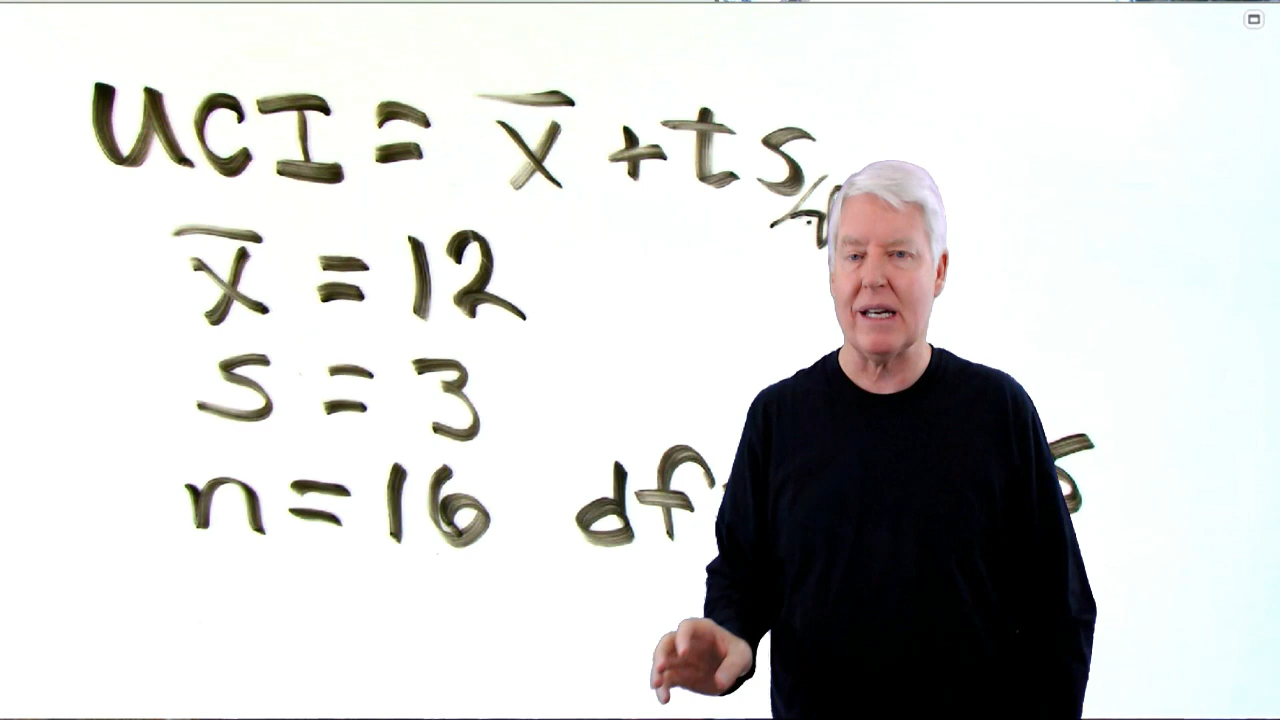 UCI = x̄ + ts/
x̄ = 12
s = 3
n = 16 df